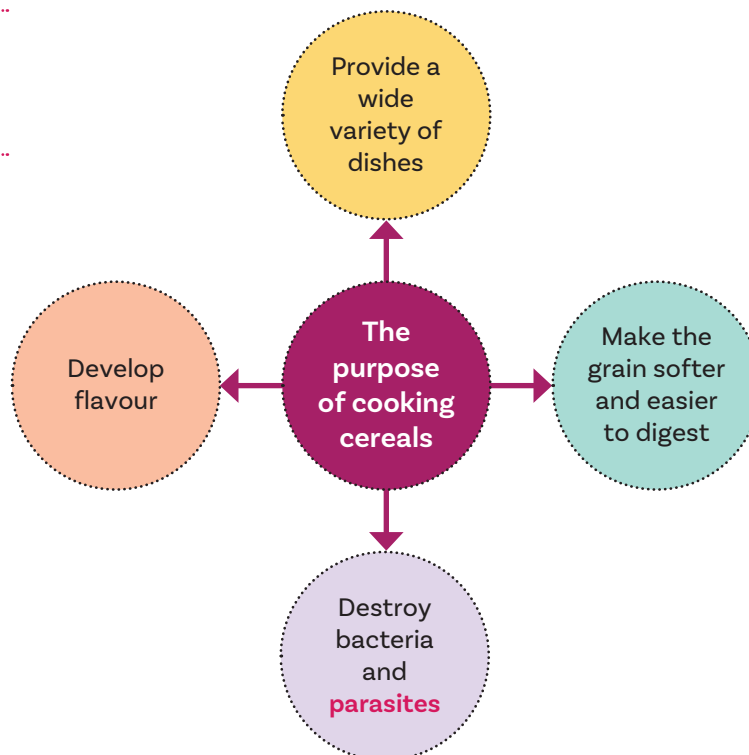 Provide a
wide
variety of
dishes
Develop
flavour
The
purpose
of cooking
cereals
Make the
grain softer
and easier
to digest
Destroy
bacteria
and
parasites